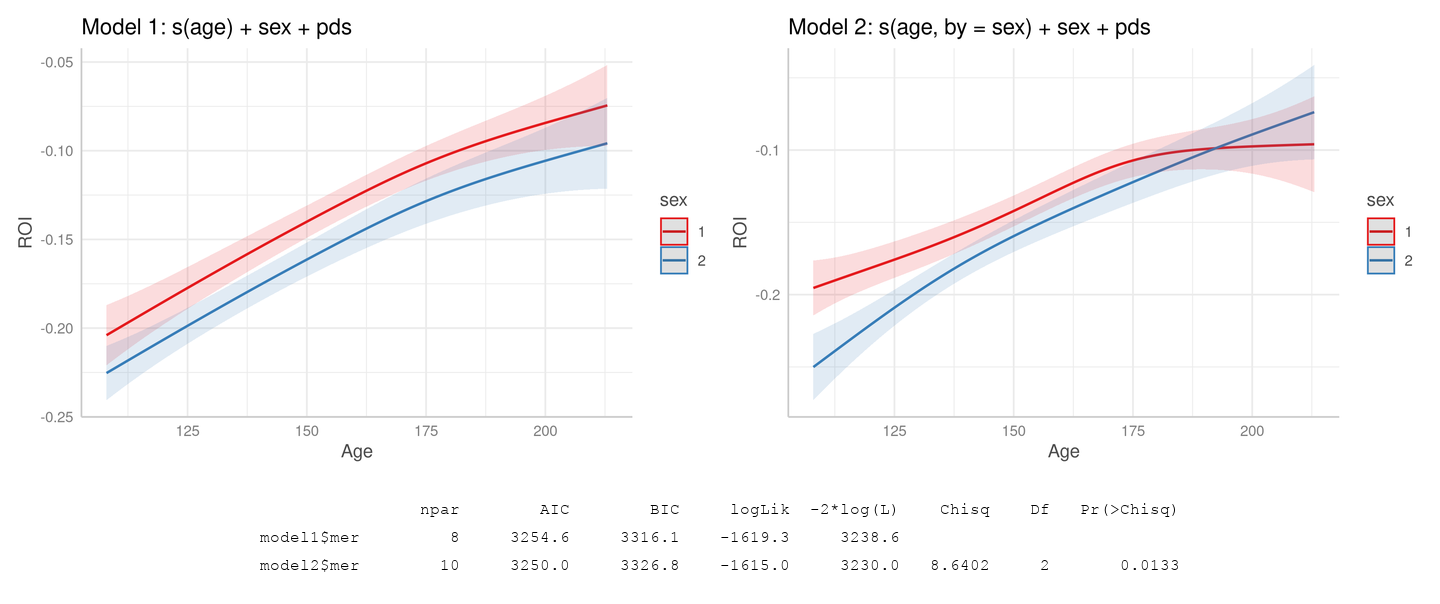 Model 1: s(age) + sex + pds
-0.05
-0.10
-0.15
-0.20
-0.25
ROI
125 150 175 200
Age
sex
1
2
Model 2: s(age, by = sex) + sex + pds
-0.1
-0.2
ROI
125 150 175 200
Age
sex
1
2
npar AIC BIC logLik -2*log(L) Chisq Df Pr(>Chisq)
model1$mer 8 3254.6 3316.1 -1619.3 3238.6
model2$mer 10 3250.0 3326.8 -1615.0 3230.0 8.6402 2 0.0133